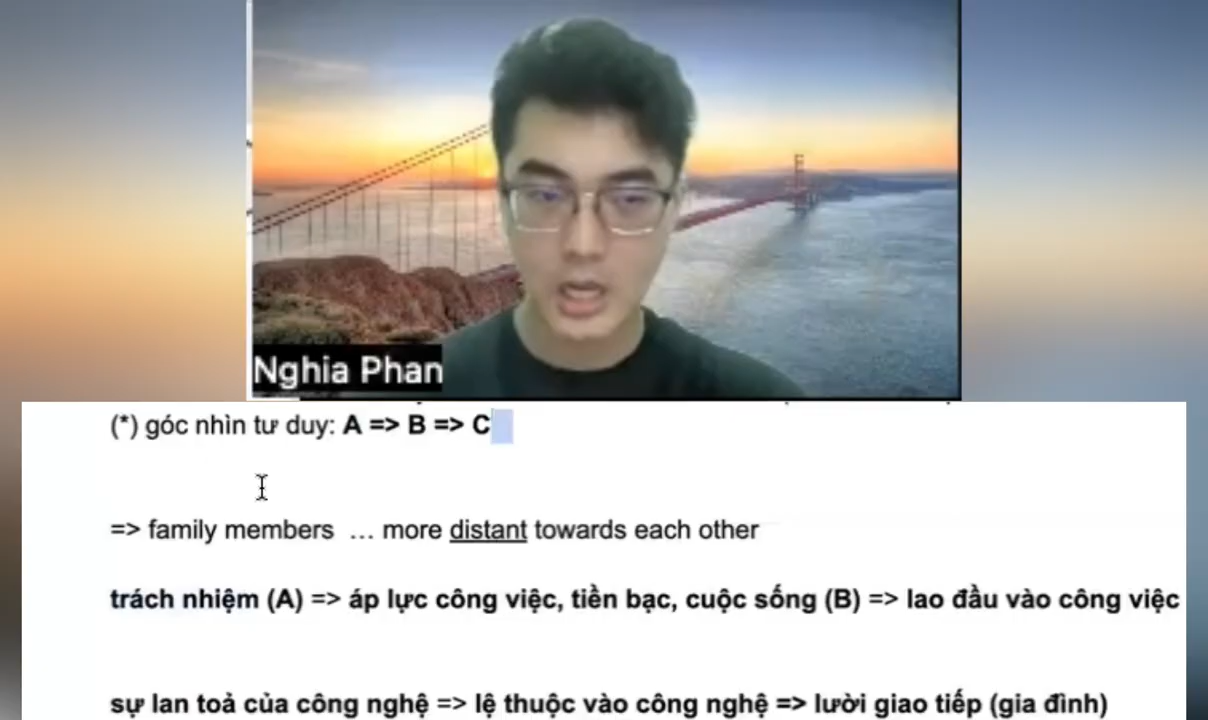 Nghia Phan
(*) góc nhìn tư duy: A => B => C
=> family members … more distant towards each other
trách nhiệm (A) => áp lực công việc, tiền bạc, cuộc sống (B) => lao đầu vào công việc
sự lan toả của công nghệ => lệ thuộc vào công nghệ => lười giao tiếp (gia đình)